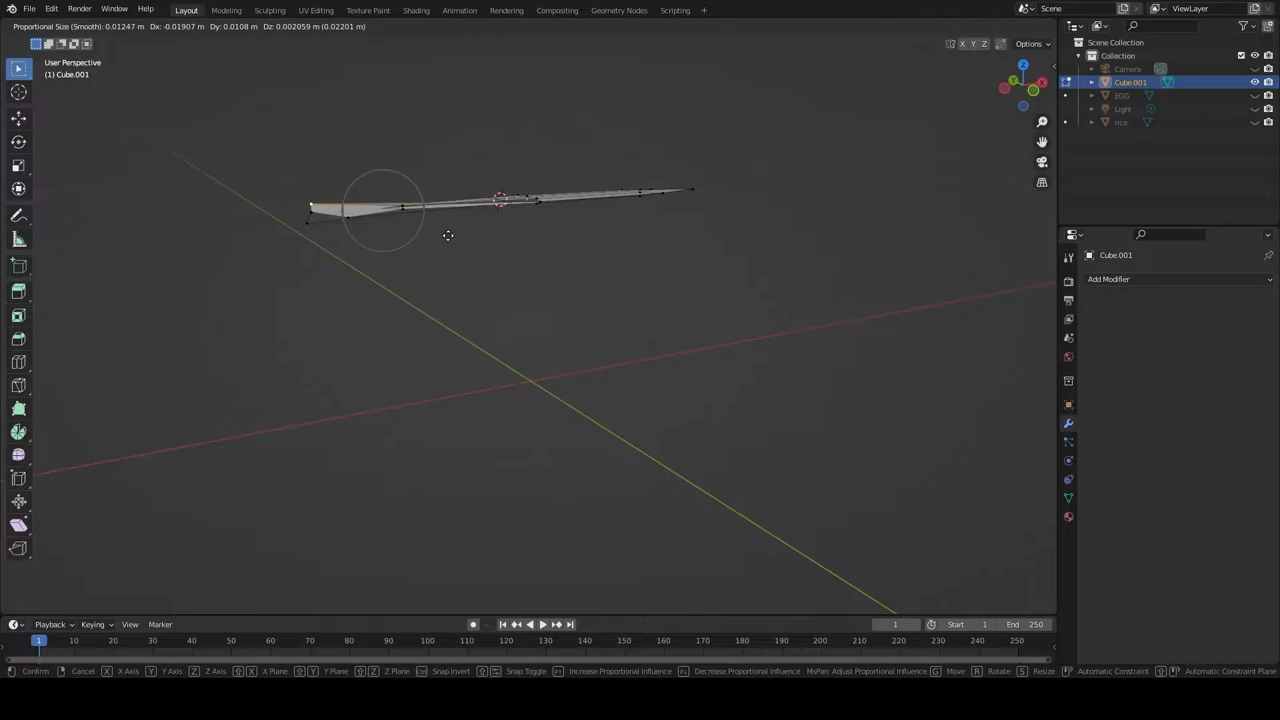 File Edit Render Window Help Layout Modeling Sculpting UV Editing Texture Paint Shading Animation Rendering Compositing Geometry Nodes Scripting + Scene ViewLayer
Proportional Size (Smooth): 0.01247 m Dx: -0.01907 m Dy: 0.0108 m Dz: 0.002059 m (0.02201 m)
X Y Z Options
User Perspective
(1) Cube.001
Scene Collection
Collection
Camera
Cube.001
EGG
Light
rice
Cube.001
Add Modifier
Playback Keying View Marker 1 Start 1 End 250
1 10 20 30 40 50 60 70 80 90 100 110 120 130 140 150 160 170 180 190 200 210 220 230 240 250
Confirm Cancel X X Axis Y Y Axis Z Z Axis X X Plane Y Y Plane Z Z Plane Snap Invert Snap Toggle Increase Proportional Influence Decrease Proportional Influence MsPan: Adjust Proportional Influence G Move R Rotate S Resize Automatic Constraint Automatic Constraint Plane